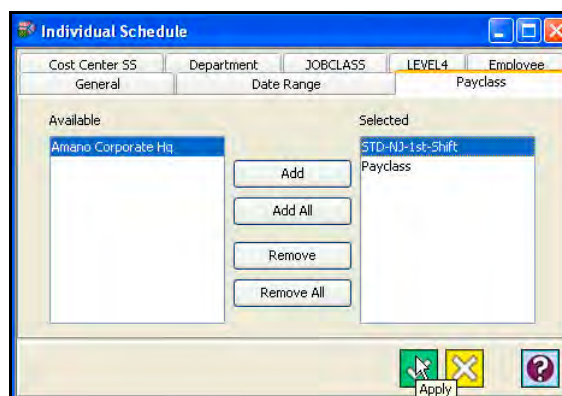 Individual Schedule
Cost Center SS Department JOBCLASS LEVEL4 Employee
General Date Range Payclass
Available Selected
Amano Corporate Hq STD-NJ-1st-Shift
Payclass
Add
Add All
Remove
Remove All
Apply